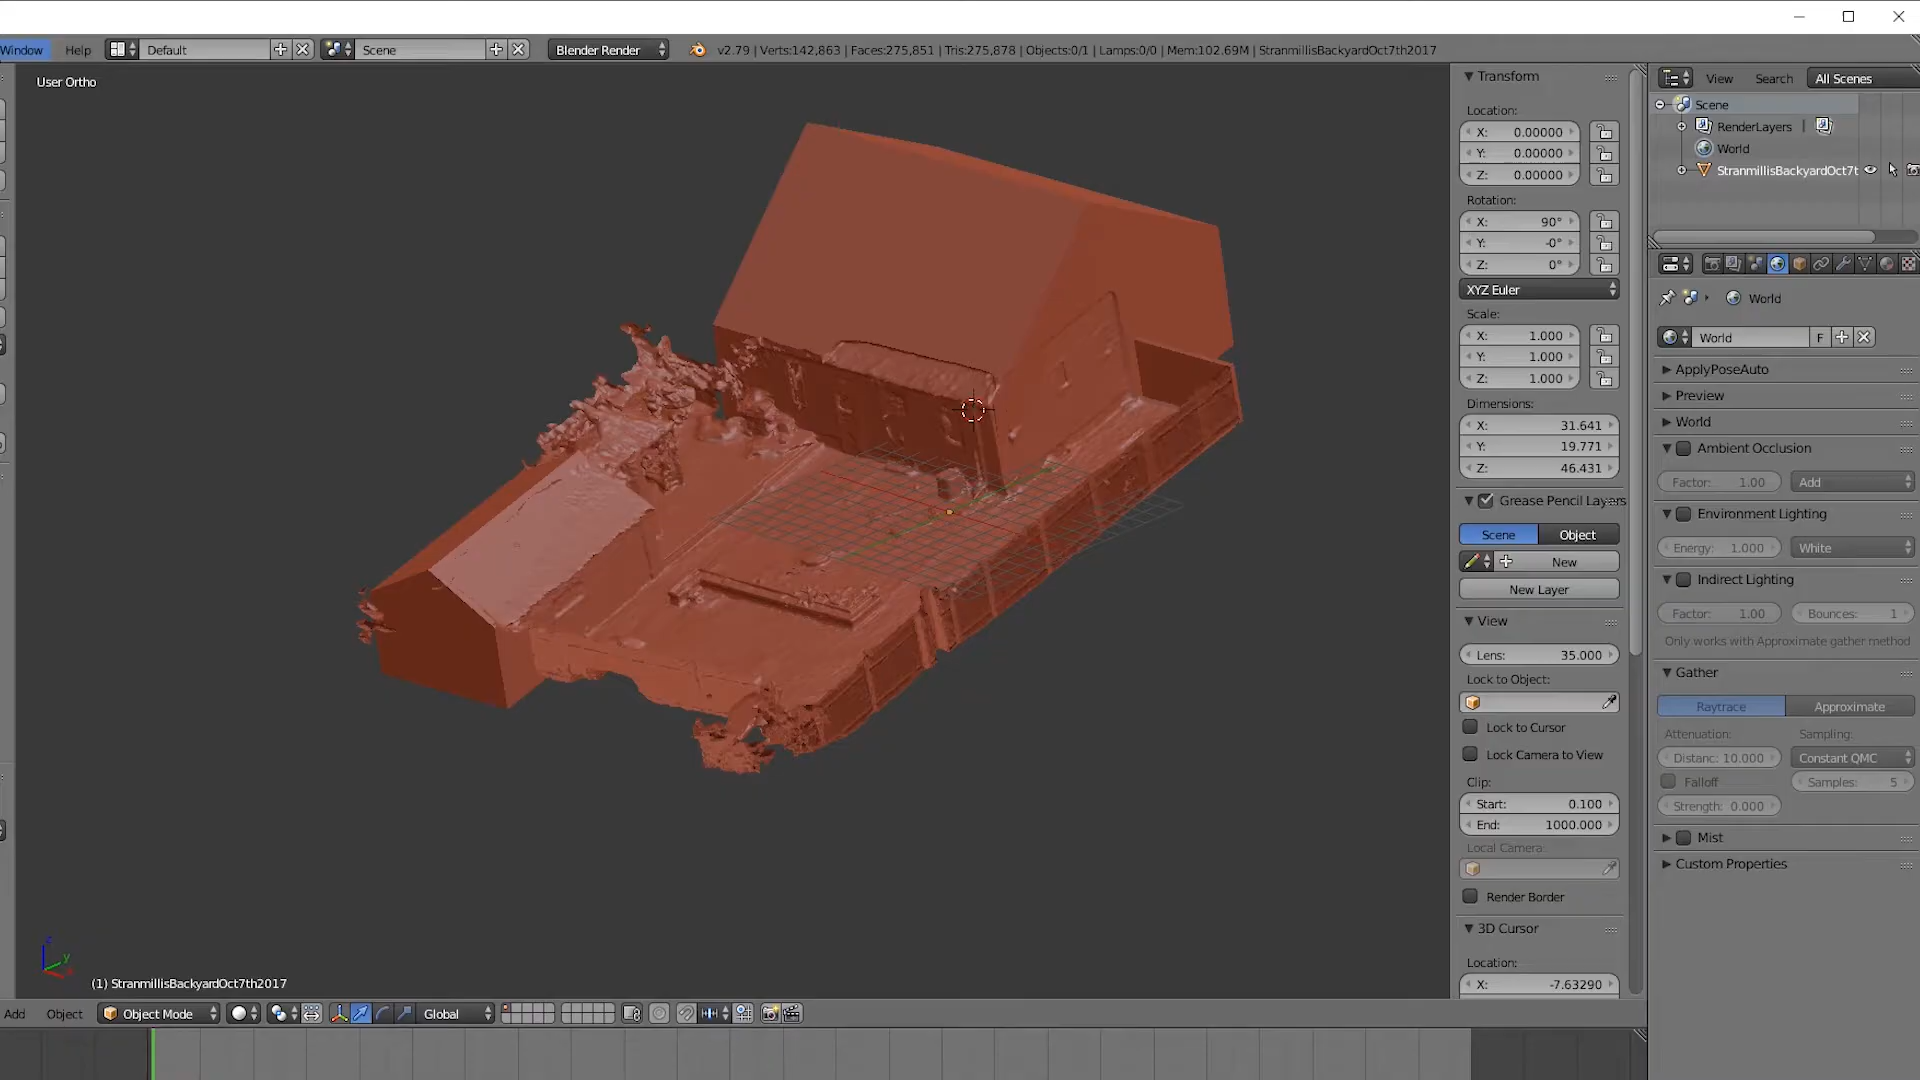 Window Help Default Scene Blender Render v2.79 | Verts:142,863 | Faces:275,851 | Tris:275,878 | Objects:0/1 | Lamps:0/0 | Mem:102.69M | StranmillisBackyardOct7th2017
User Ortho
Transform
Location:
X: 0.00000
Y: 0.00000
Z: 0.00000
Rotation:
X: 90°
Y: -0°
Z: 0°
XYZ Euler
Scale:
X: 1.000
Y: 1.000
Z: 1.000
Dimensions:
X: 31.641
Y: 19.771
Z: 46.431
Grease Pencil Layers
Scene Object
New
New Layer
View
Lens: 35.000
Lock to Object:
Lock to Cursor
Lock Camera to View
Clip:
Start: 0.100
End: 1000.000
Local Camera:
Render Border
3D Cursor
Location:
X: -7.63290
View Search All Scenes
Scene
RenderLayers |
World
StranmillisBackyardOct7t
World
World F
ApplyPoseAuto
Preview
World
Ambient Occlusion
Factor: 1.00 Add
Environment Lighting
Energy: 1.000 White
Indirect Lighting
Factor: 1.00 Bounces: 1
Only works with Approximate gather method
Gather
Raytrace Approximate
Attenuation: Sampling:
Distanc: 10.000 Constant QMC
Falloff Samples: 5
Strength: 0.000
Mist
Custom Properties
z
y
x
(1) StranmillisBackyardOct7th2017
Add Object Object Mode Global